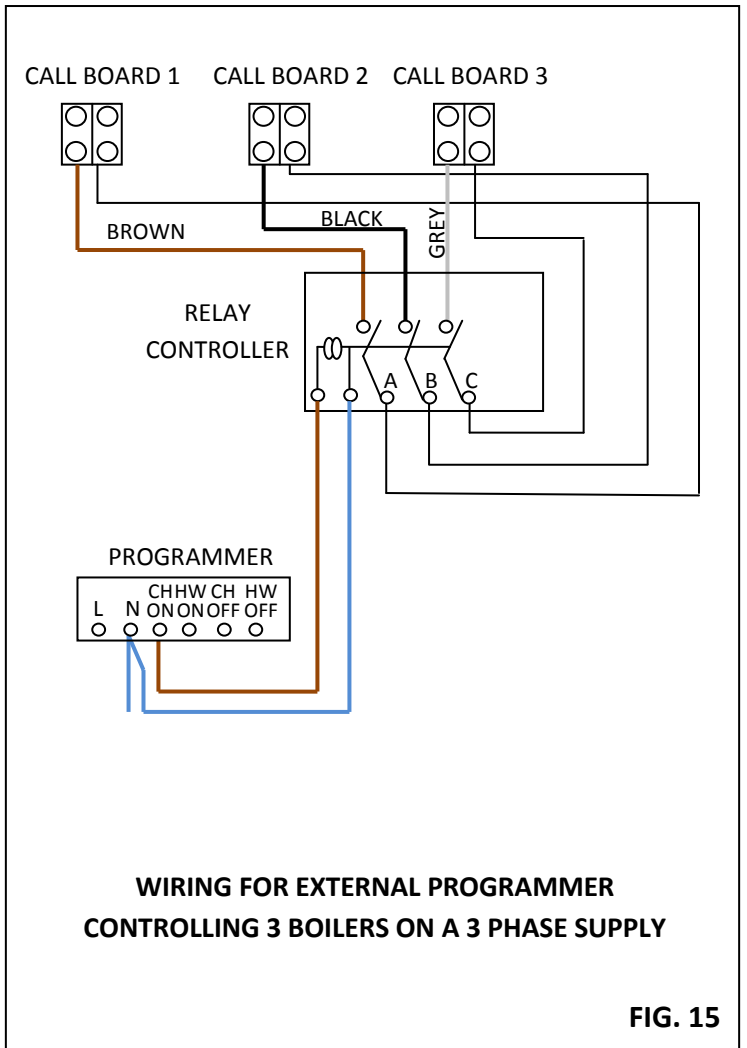 CALL BOARD 1 CALL BOARD 2 CALL BOARD 3
BROWN
BLACK
GREY
RELAY
CONTROLLER
A B C
PROGRAMMER
CH HW CH HW
L N ON ON OFF OFF
WIRING FOR EXTERNAL PROGRAMMER
CONTROLLING 3 BOILERS ON A 3 PHASE SUPPLY
FIG. 15